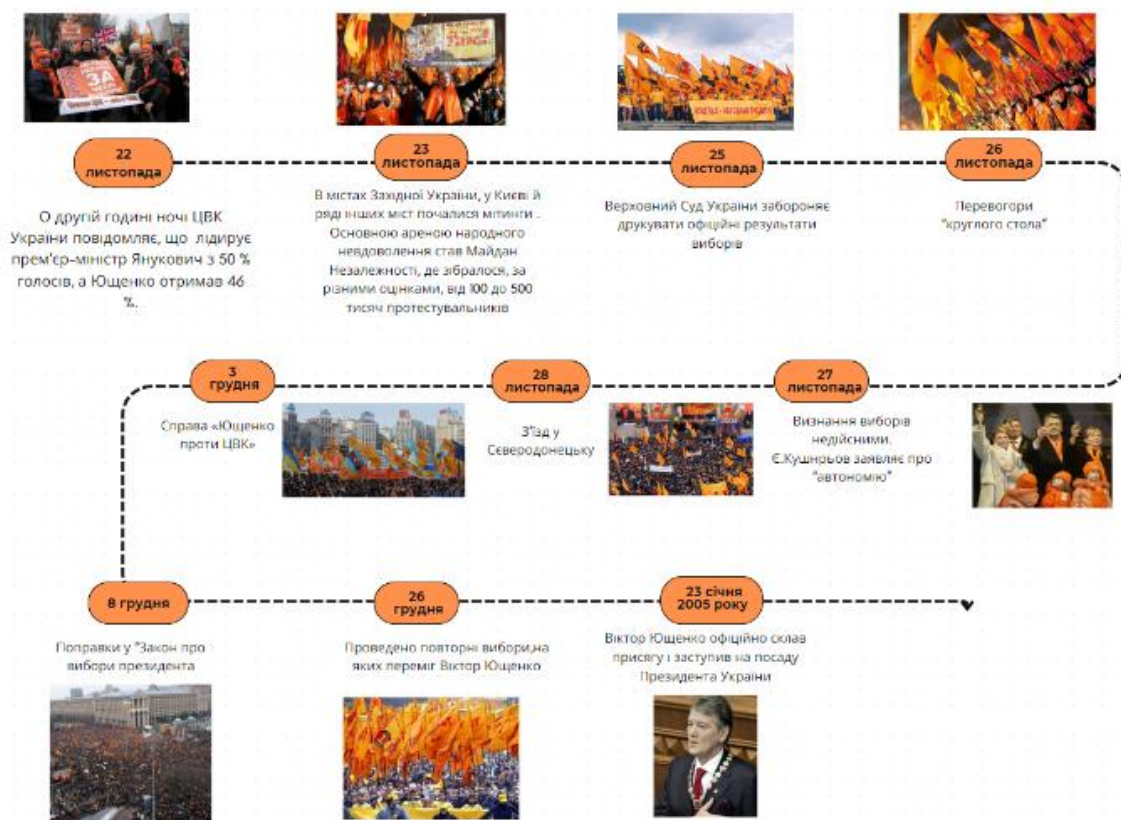 22
листопада
О другій годині ночі ЦВК
України повідомляє, що лідирує
прем'єр-міністр Янукович з 50 %
голосів, а Ющенко отримав 46
%.
23
листопада
В містах Західної України, у Києві й
ряді інших міст почалися мітинги .
Основною ареною народного
невдоволення став Майдан
Незалежності, де зібралося, за
різними оцінками, від 100 до 500
тисяч протестувальників
25
листопада
Верховний Суд України забороняє
друкувати офіційні результати
виборів
26
листопада
Перевогори
"круглого стола"
27
листопада
Визнання виборів
недійсними.
Є.Кушнрьов заявляє про
"автономію"
28
листопада
З'їзд у
Сєверодонецьку
3
грудня
Справа «Ющенко
проти ЦВК»
8 грудня
Поправки у "Закон про
вибори президента
26
грудня
Проведено повторні вибори,на
яких переміг Віктор Ющенко
23 січня
2005 року
Віктор Ющенко офіційно склав
присягу і заступив на посаду
Президента України
ЗА